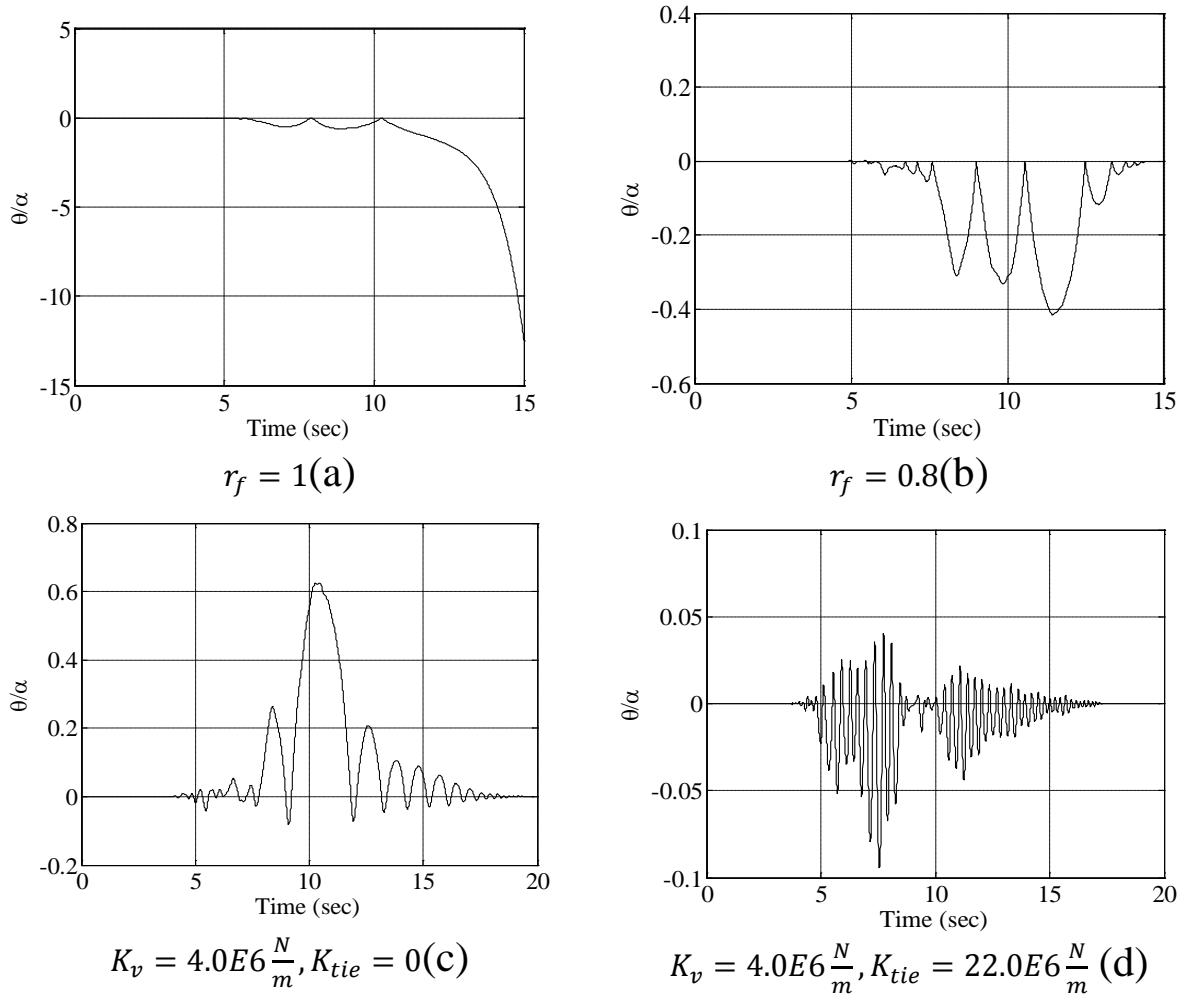 5
0
-5
-10
-15
θ/α
0 5 10 15
Time (sec)
r_f = 1(a)
0.4
0.2
0
-0.2
-0.4
-0.6
θ/α
0 5 10 15
Time (sec)
r_f = 0.8(b)
0.8
0.6
0.4
0.2
0
-0.2
θ/α
0 5 10 15 20
Time (sec)
K_v = 4.0E6 N/m, K_tie = 0(c)
0.1
0.05
0
-0.05
-0.1
θ/α
0 5 10 15 20
Time (sec)
K_v = 4.0E6 N/m, K_tie = 22.0E6 N/m (d)